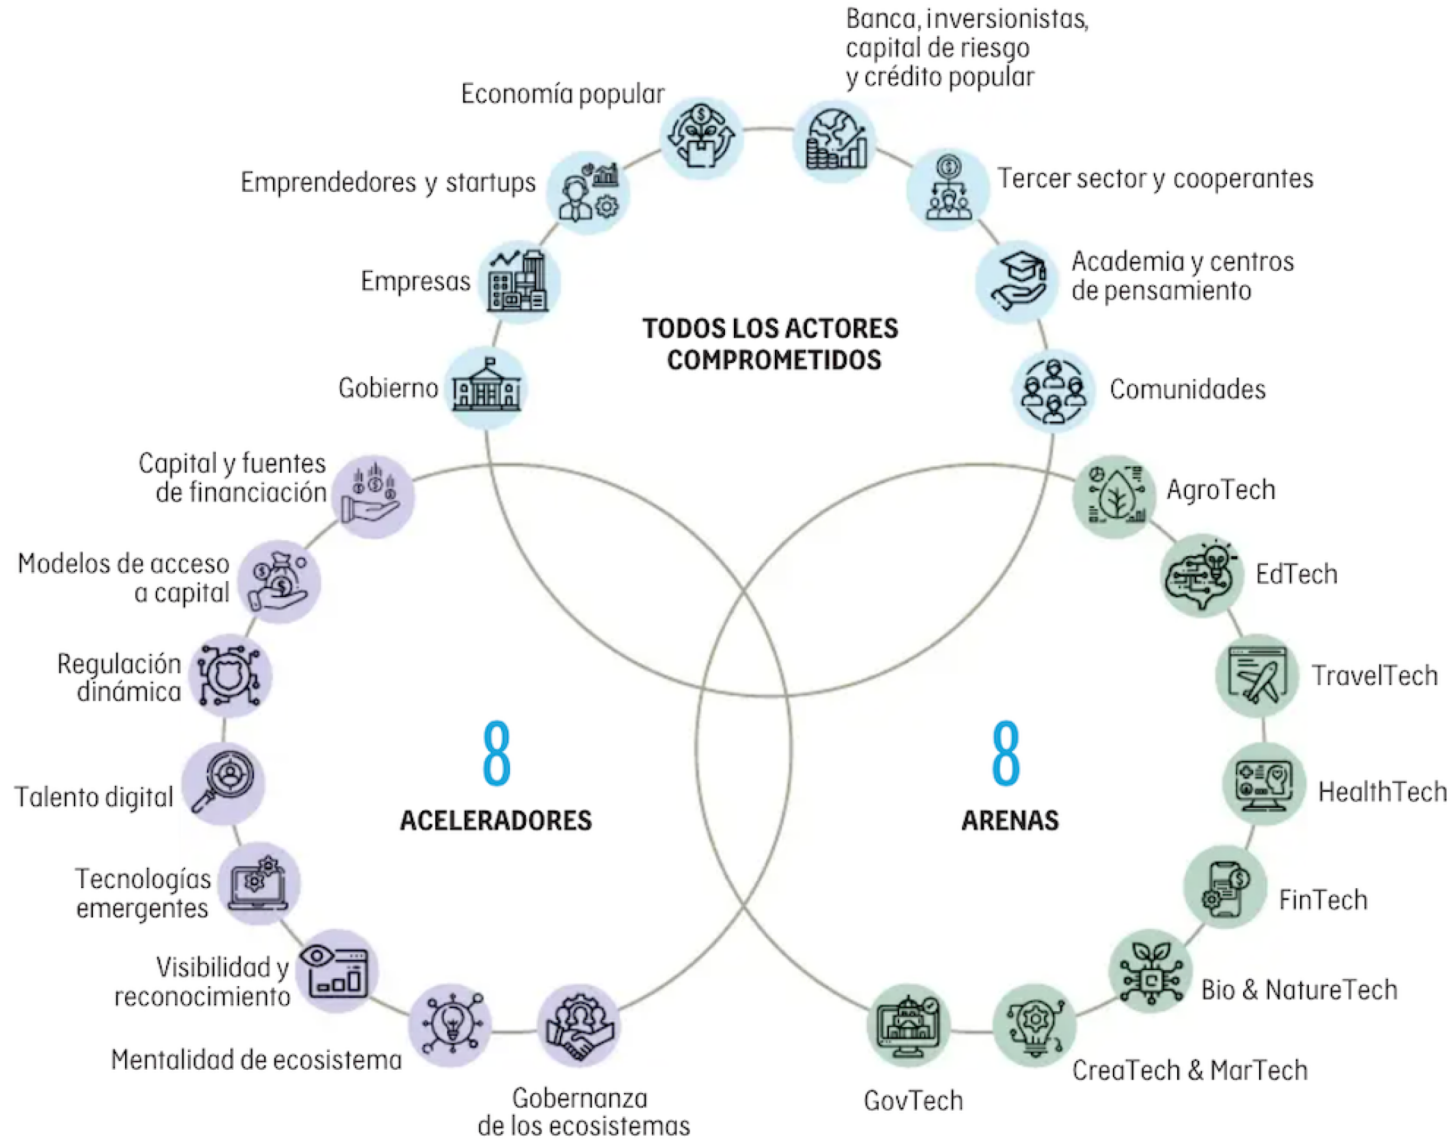 Banca, inversionistas,
capital de riesgo
y crédito popular
Economía popular
Emprendedores y startups
Tercer sector y cooperantes
Empresas
Academia y centros
de pensamiento
TODOS LOS ACTORES
COMPROMETIDOS
Gobierno
Comunidades
Capital y fuentes
de financiación
Modelos de acceso
a capital
Regulación
dinámica
Talento digital
Tecnologías
emergentes
Visibilidad y
reconocimiento
Mentalidad de ecosistema
Gobernanza
de los ecosistemas
8
ACELERADORES
8
ARENAS
AgroTech
EdTech
TravelTech
HealthTech
FinTech
Bio & NatureTech
CreaTech & MarTech
GovTech